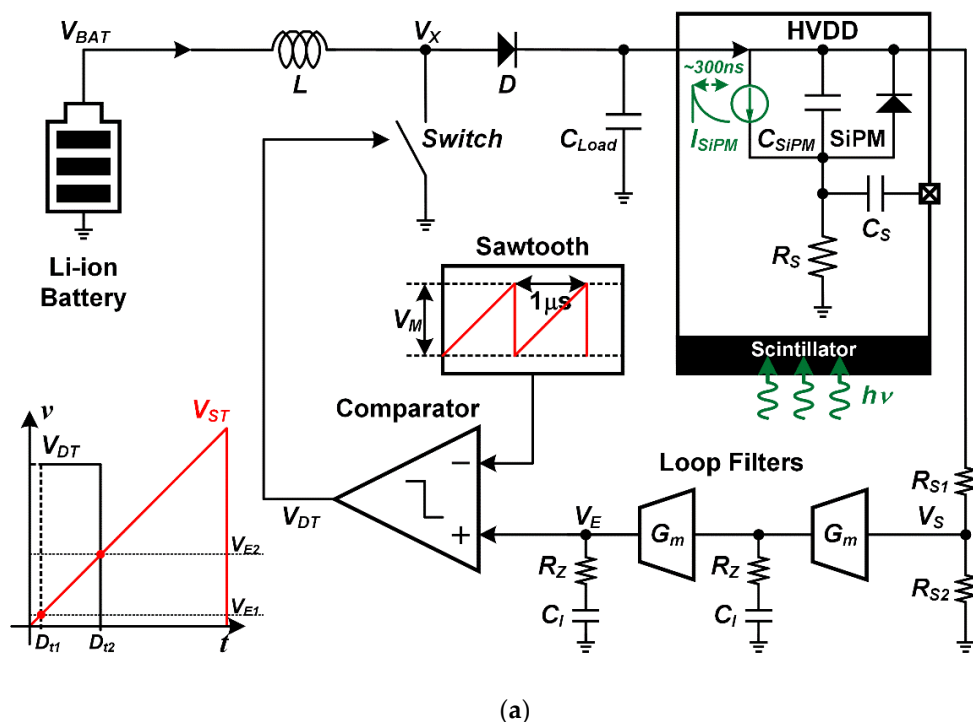 V_BAT
L
V_X
D
Switch
C_Load
HVDD
~300ns
I_SiPM
C_SiPM
SiPM
C_S
R_S
Scintillator
hν
Li-ion
Battery
Sawtooth
V_M
1μs
Comparator
−
+
V_DT
Loop Filters
V_E
G_m
G_m
V_S
R_Z
C_I
R_Z
C_I
R_S1
R_S2
v
V_ST
V_DT
V_E2
V_E1
D_t1
D_t2
t
(a)